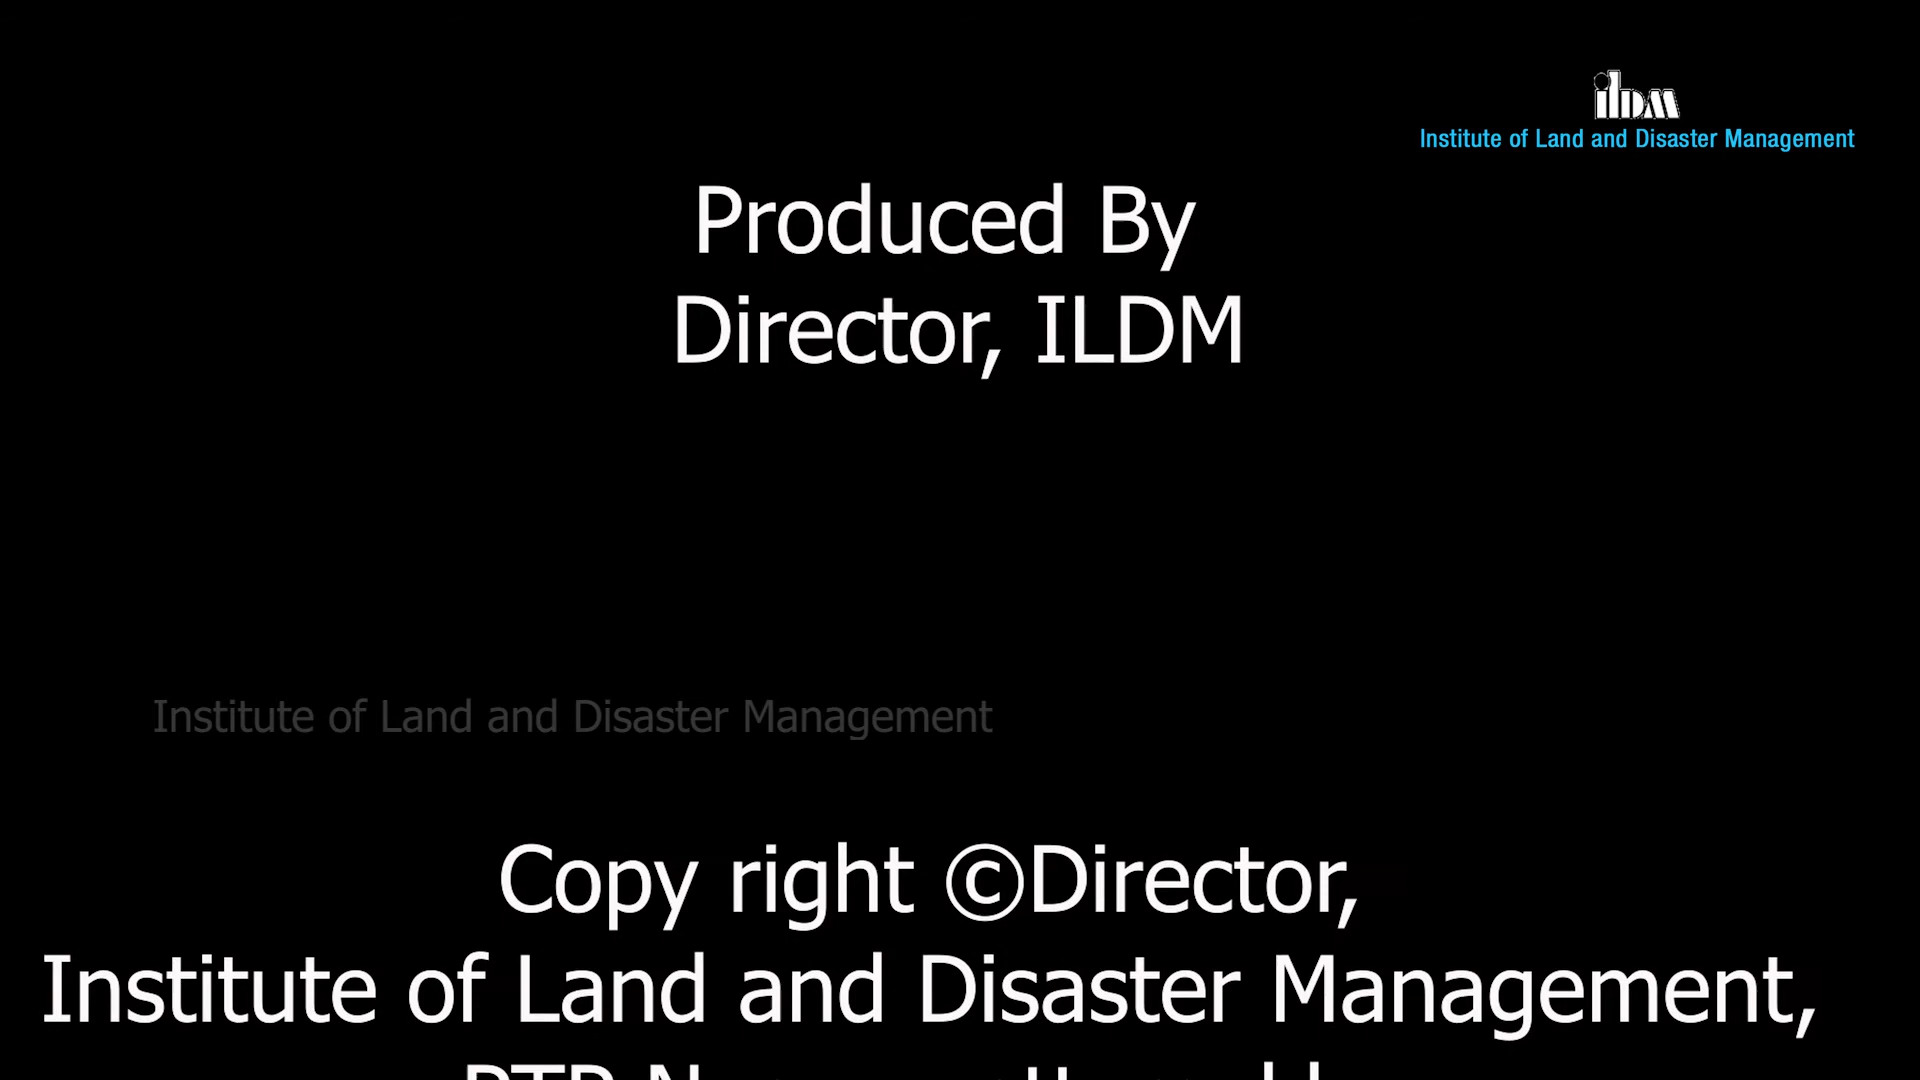 ILDM
Institute of Land and Disaster Management
Produced By
Director, ILDM
Institute of Land and Disaster Management
Copy right ©Director,
Institute of Land and Disaster Management,
PTP